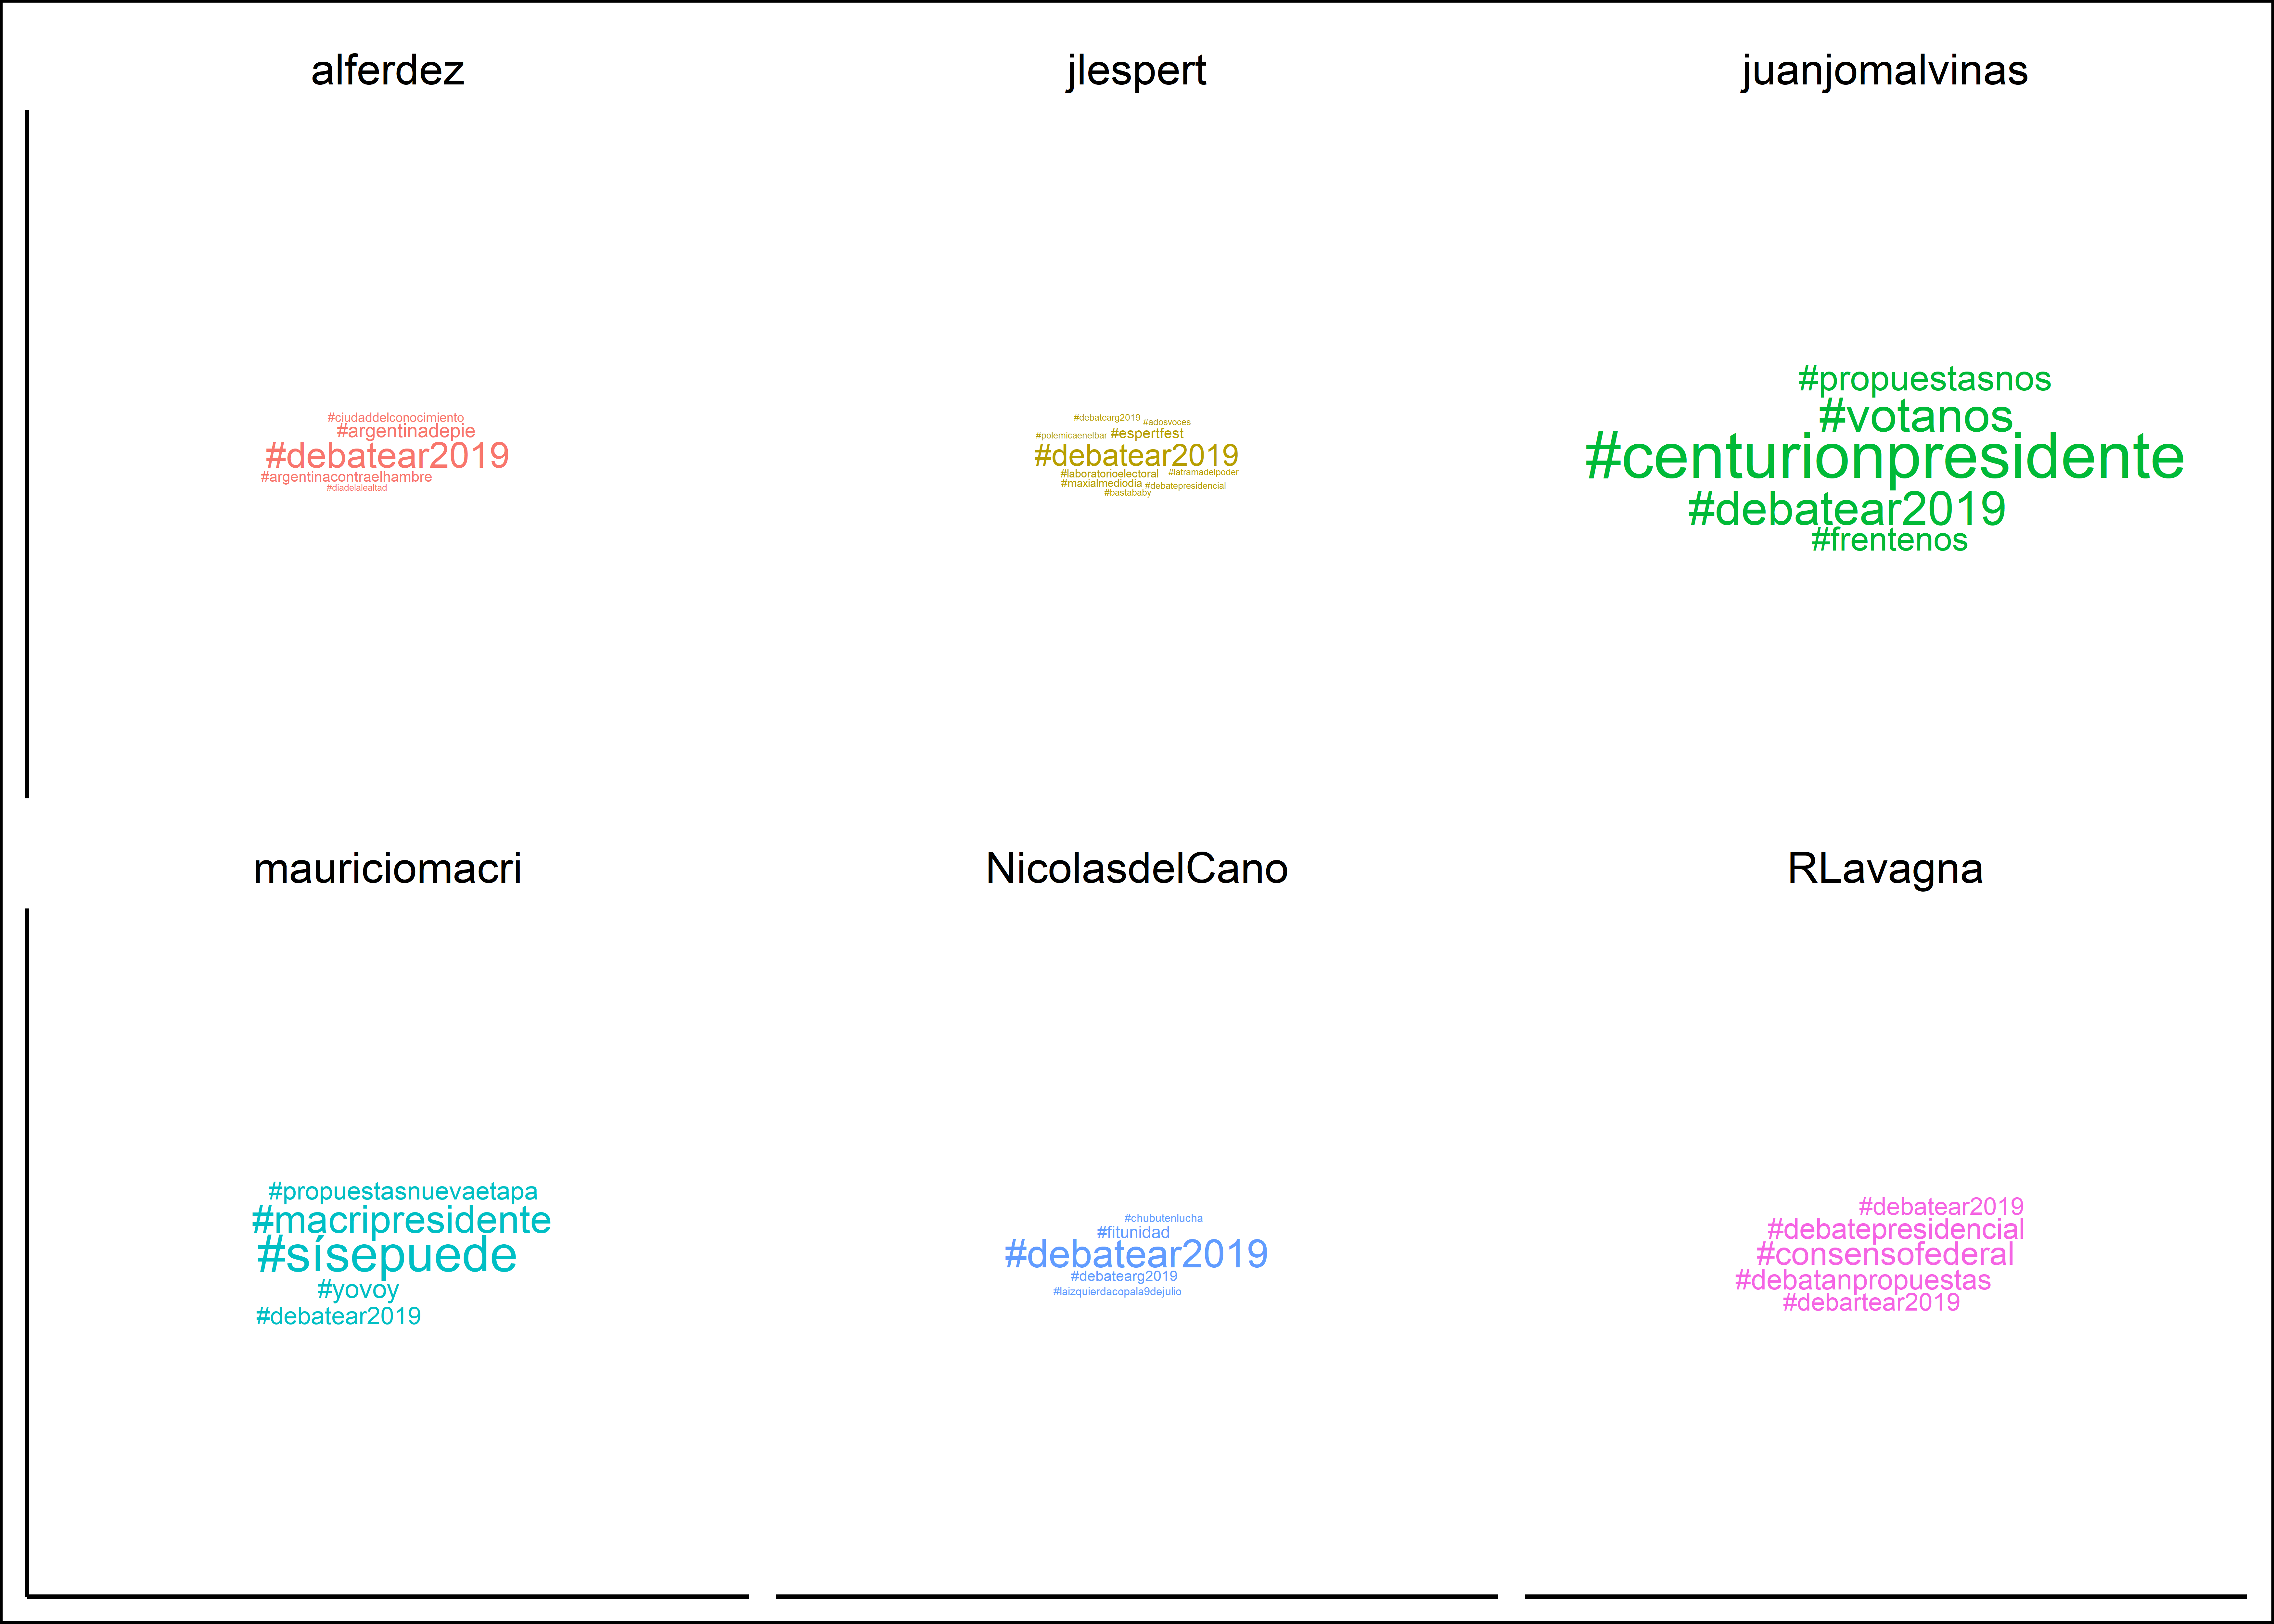 alferdez
#ciudaddelconocimiento
#argentinadepie
#debatear2019
#argentinacontraelhambre
#diadelalealtad
jlespert
#debatearg2019
#adosvoces
#polemicaenelbar #espertfest
#debatear2019
#laboratorioelectoral #latramadelpoder
#maxialmediodia #debatepresidencial
#bastababy
juanjomalvinas
#propuestasnos
#votanos
#centurionpresidente
#debatear2019
#frentenos
mauriciomacri
#propuestasnuevaetapa
#macripresidente
#sísepuede
#yovoy
#debatear2019
NicolasdelCano
#chubutenlucha
#fitunidad
#debatear2019
#debatearg2019
#laizquierdacopala9dejulio
RLavagna
#debatear2019
#debatepresidencial
#consensofederal
#debatanpropuestas
#debartear2019